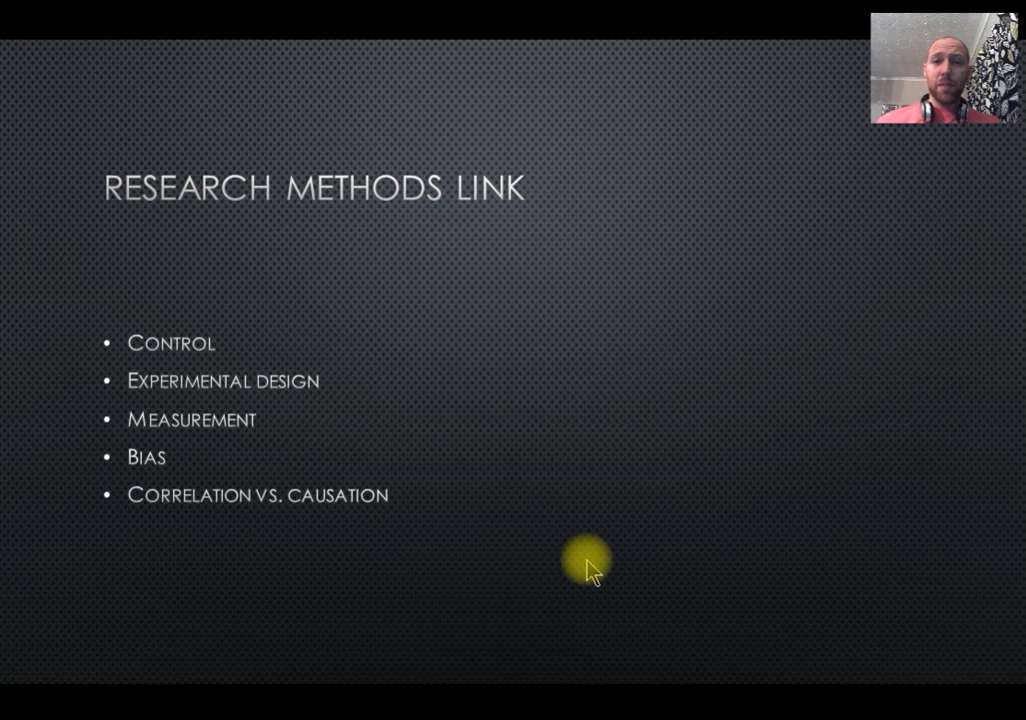 RESEARCH METHODS LINK
• CONTROL
• EXPERIMENTAL DESIGN
• MEASUREMENT
• BIAS
• CORRELATION VS. CAUSATION